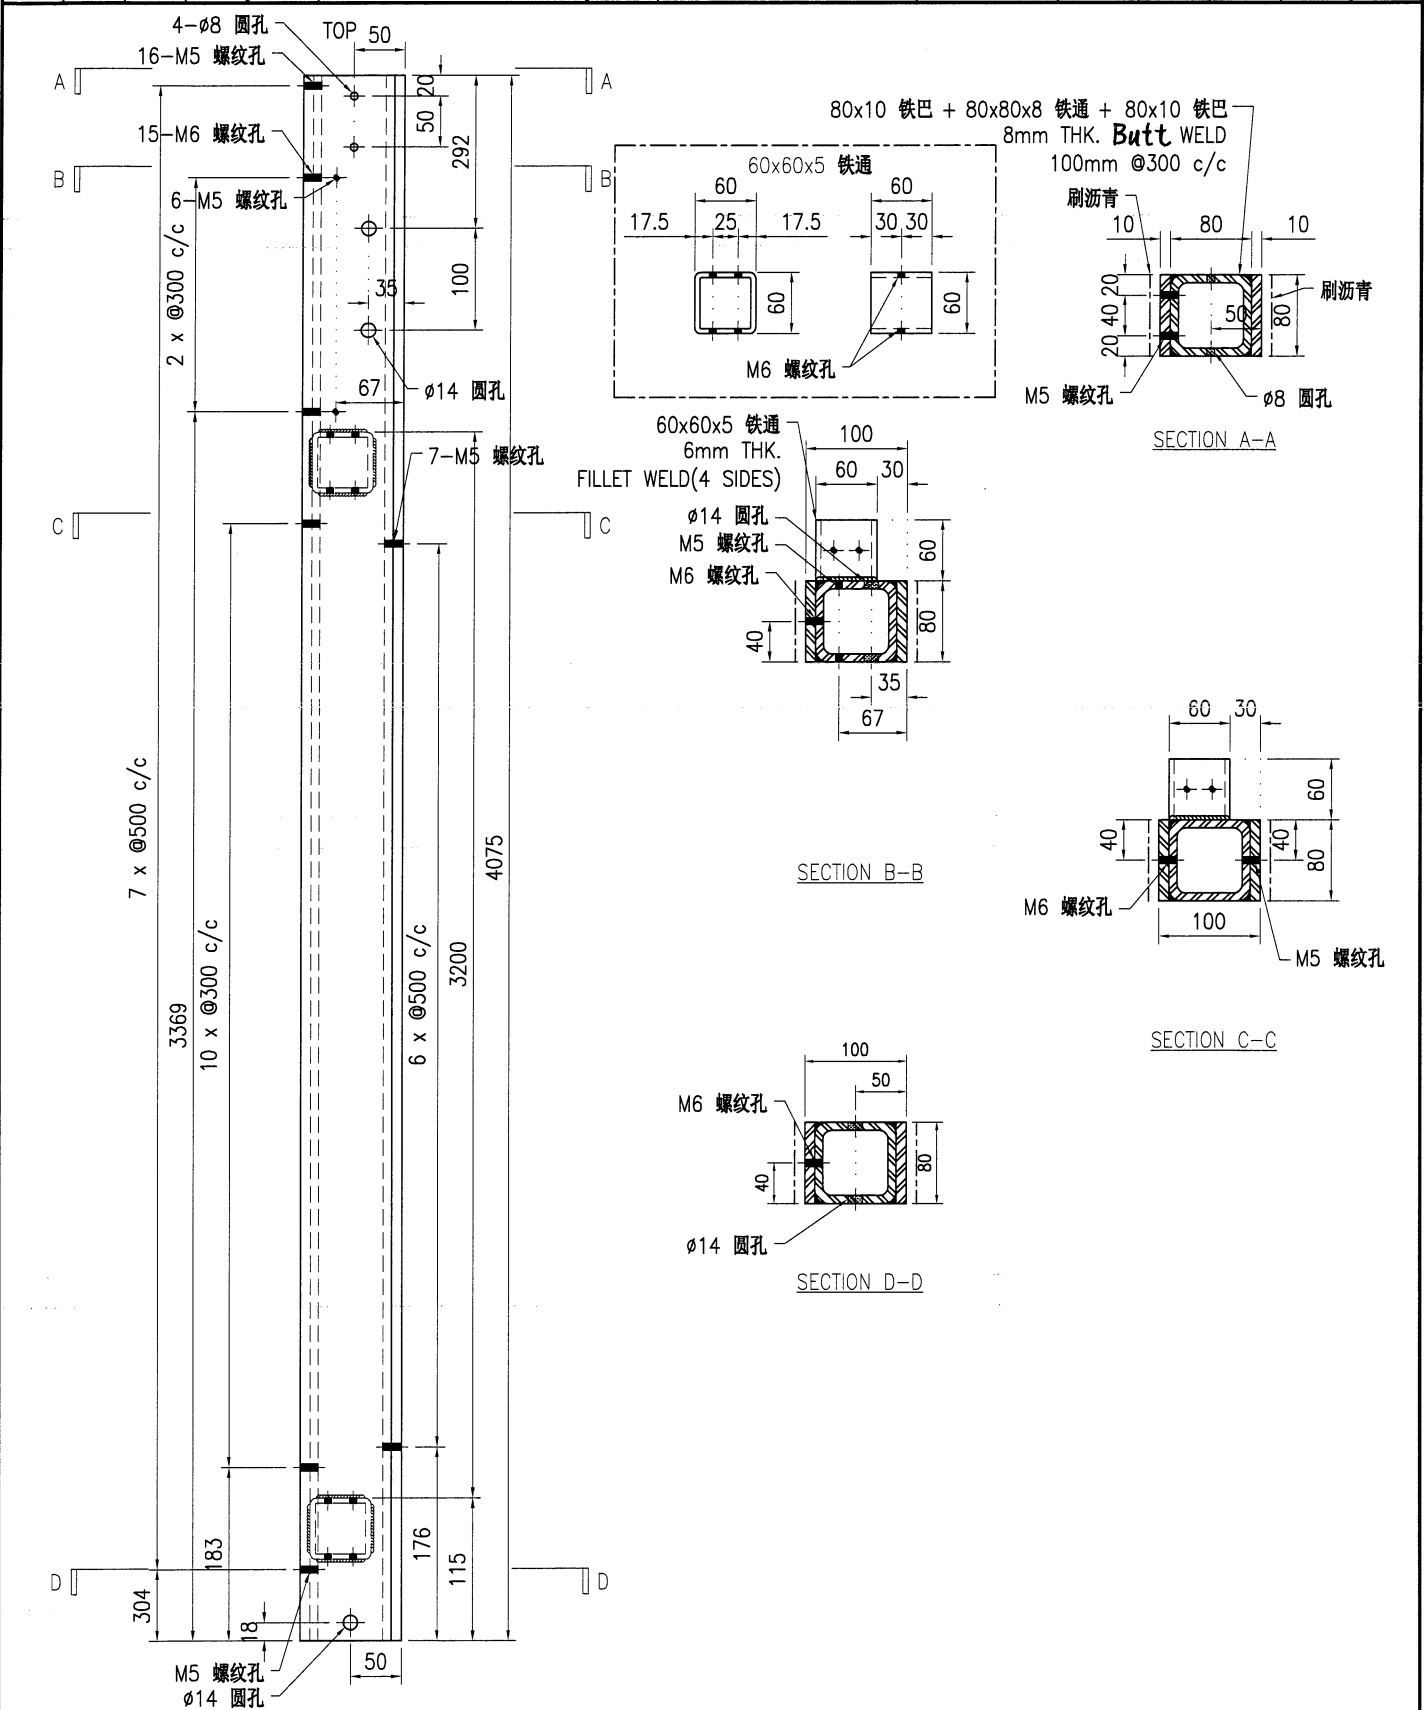 4-ø8 圆孔
TOP
50
16-M5 螺纹孔
A
A
20
50
292
15-M6 螺纹孔
B
B
6-M5 螺纹孔
2 x @300 c/c
35
100
67
ø14 圆孔
7-M5 螺纹孔
C
C
7 x @500 c/c
3369
10 x @300 c/c
6 x @500 c/c
3200
4075
183
176
115
D
D
304
18
M5 螺纹孔
ø14 圆孔
50
80x10 铁巴 + 80x80x8 铁通 + 80x10 铁巴
8mm THK. Butt WELD
100mm @300 c/c
60x60x5 铁通
60
60
17.5
25
17.5
30
30
60
60
M6 螺纹孔
刷沥青
10
80
10
20
40
20
50
80
刷沥青
M5 螺纹孔
ø8 圆孔
SECTION A-A
60x60x5 铁通
6mm THK.
FILLET WELD(4 SIDES)
100
60
30
ø14 圆孔
M5 螺纹孔
M6 螺纹孔
60
80
40
35
67
SECTION B-B
60
30
60
40
40
80
M6 螺纹孔
100
M5 螺纹孔
SECTION C-C
100
50
M6 螺纹孔
40
80
ø14 圆孔
SECTION D-D